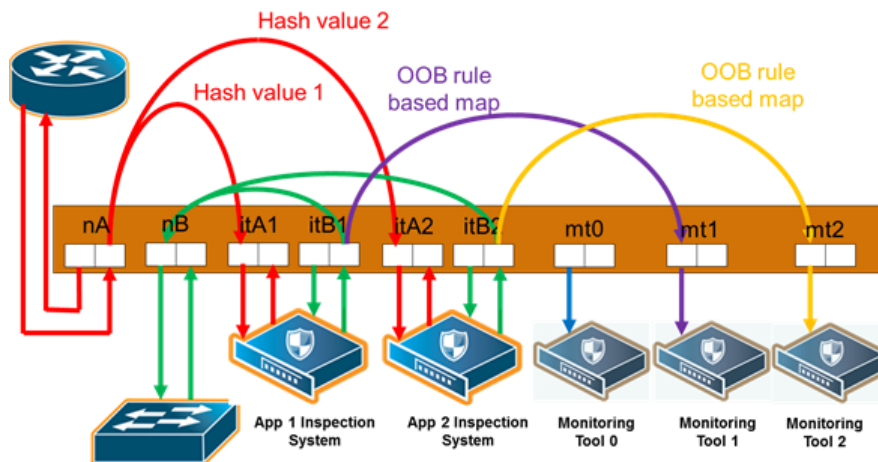 Hash value 2
Hash value 1
OOB rule
based map
OOB rule
based map
nA
nB
itA1
itB1
itA2
itB2
mt0
mt1
mt2
App 1 Inspection
System
App 2 Inspection
System
Monitoring
Tool 0
Monitoring
Tool 1
Monitoring
Tool 2